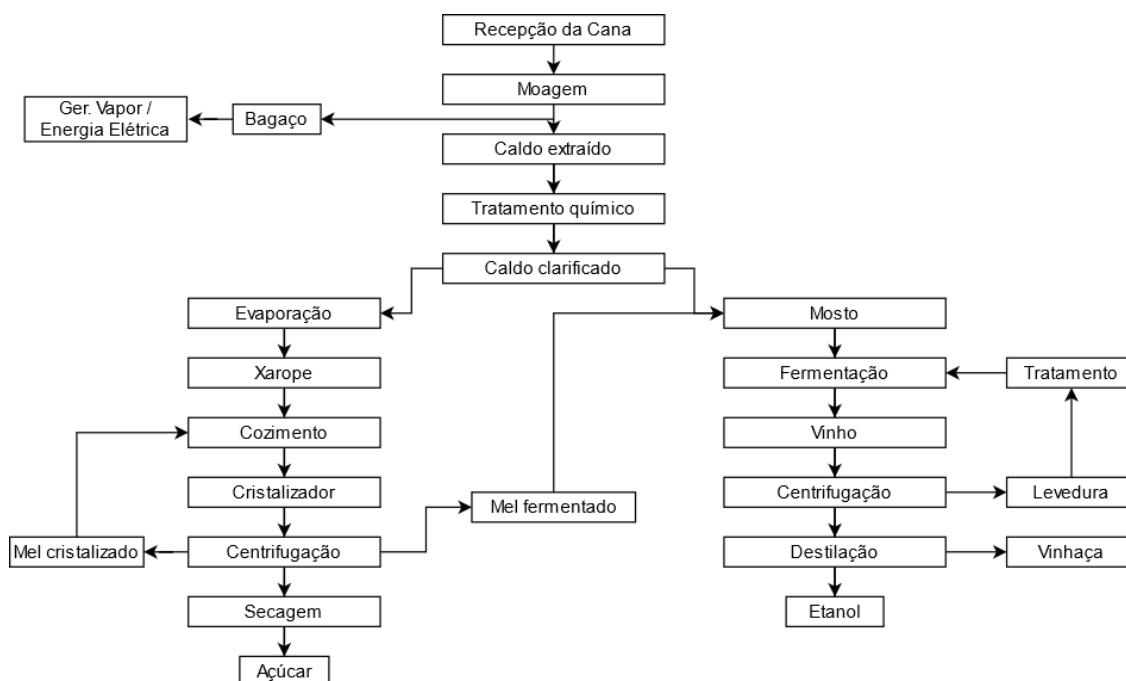 Recepção da Cana
Moagem
Ger. Vapor /
Energia Elétrica
Bagaço
Caldo extraído
Tratamento químico
Caldo clarificado
Evaporação
Mosto
Xarope
Fermentação
Tratamento
Cozimento
Vinho
Cristalizador
Mel fermentado
Centrifugação
Levedura
Mel cristalizado
Centrifugação
Destilação
Vinhaça
Secagem
Etanol
Açúcar